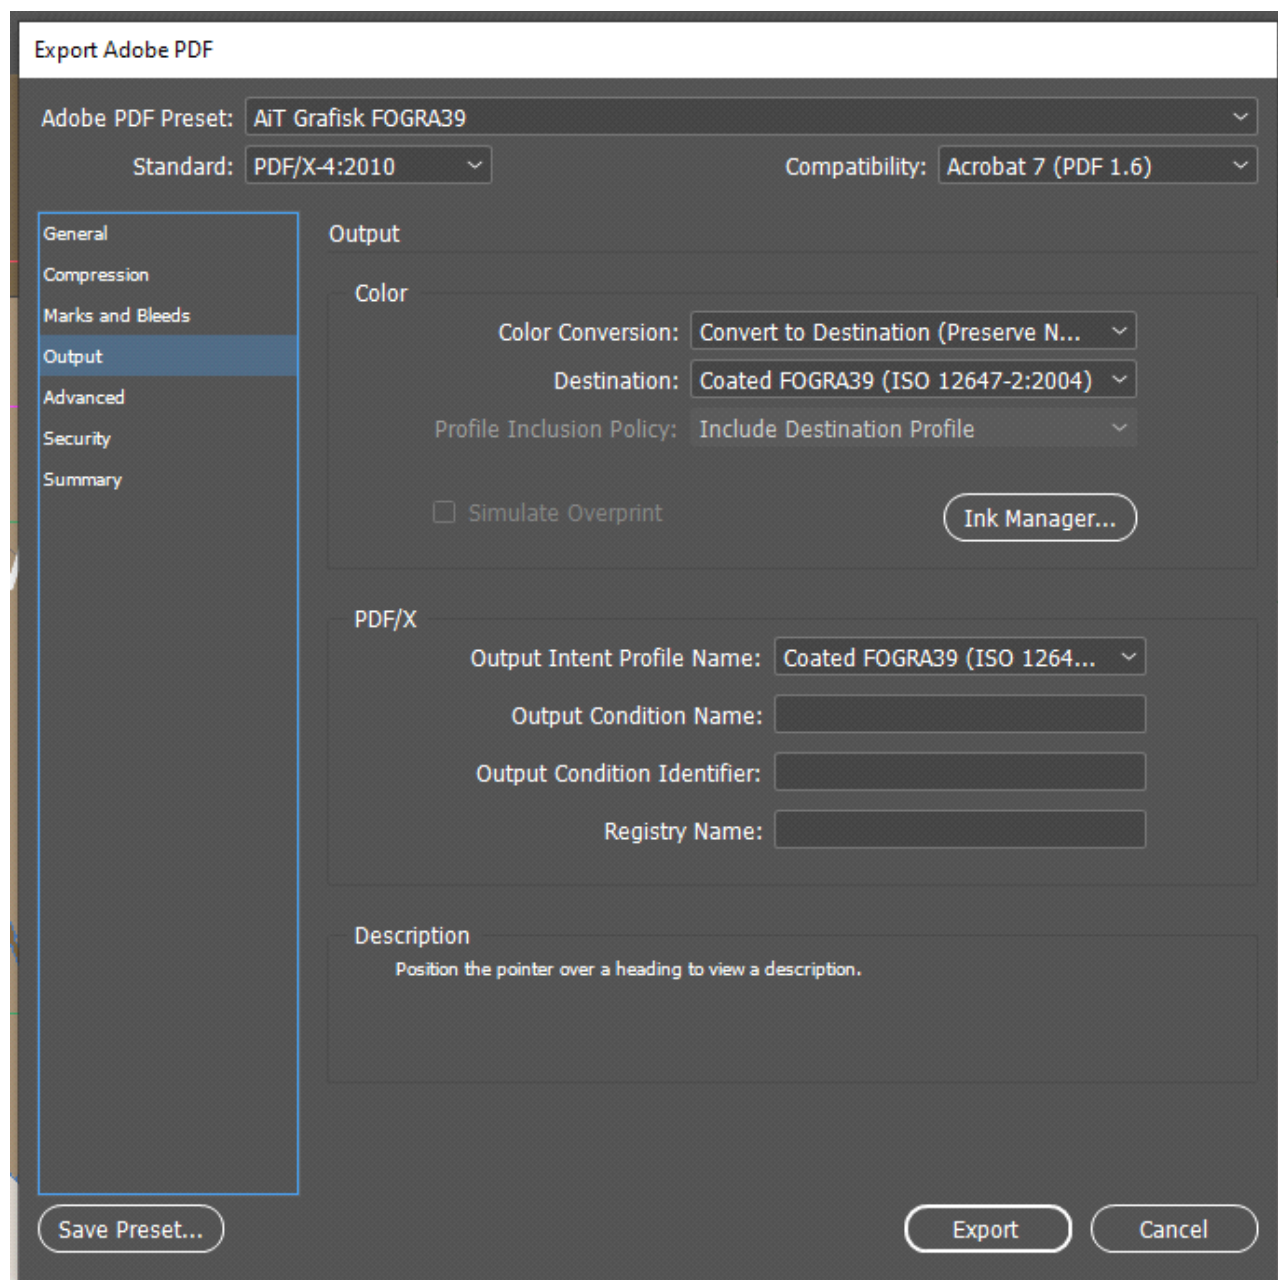 Export Adobe PDF
Adobe PDF Preset: AiT Grafisk FOGRA39
Standard: PDF/X-4:2010 Compatibility: Acrobat 7 (PDF 1.6)
General
Compression
Marks and Bleeds
Output
Advanced
Security
Summary
Output
Color
Color Conversion: Convert to Destination (Preserve N...
Destination: Coated FOGRA39 (ISO 12647-2:2004)
Profile Inclusion Policy: Include Destination Profile
Simulate Overprint
Ink Manager...
PDF/X
Output Intent Profile Name: Coated FOGRA39 (ISO 1264...
Output Condition Name:
Output Condition Identifier:
Registry Name:
Description
Position the pointer over a heading to view a description.
Save Preset...
Export
Cancel